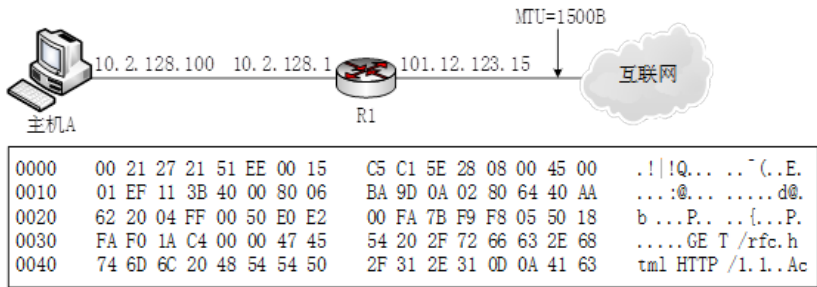 MTU=1500B
10.2.128.100 10.2.128.1 101.12.123.15
互联网
主机A R1
0000 00 21 27 21 51 EE 00 15 C5 C1 5E 28 08 00 45 00 .!|!Q... ..¯(..E.
0010 01 EF 11 3B 40 00 80 06 BA 9D 0A 02 80 64 40 AA ...:@... .....d@.
0020 62 20 04 FF 00 50 E0 E2 00 FA 7B F9 F8 05 50 18 b ...P.. ..{...P.
0030 FA F0 1A C4 00 00 47 45 54 20 2F 72 66 63 2E 68 .....GE T /rfc.h
0040 74 6D 6C 20 48 54 54 50 2F 31 2E 31 0D 0A 41 63 tml HTTP /1.1..Ac